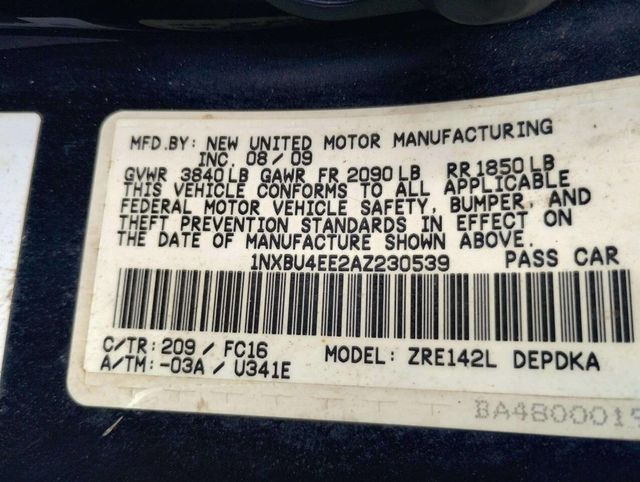 MFD.BY: NEW UNITED MOTOR MANUFACTURING
INC. 08/09
GVWR 3840LB GAWR FR 2090LB RR 1850LB
THIS VEHICLE CONFORMS TO ALL APPLICABLE
FEDERAL MOTOR VEHICLE SAFETY, BUMPER, AND
THEFT PREVENTION STANDARDS IN EFFECT ON
THE DATE OF MANUFACTURE SHOWN ABOVE.
1NXBU4EE2AZ230539 PASS CAR
C/TR: 209 / FC16 MODEL: ZRE142L DEPDKA
A/TM: -03A / U341E